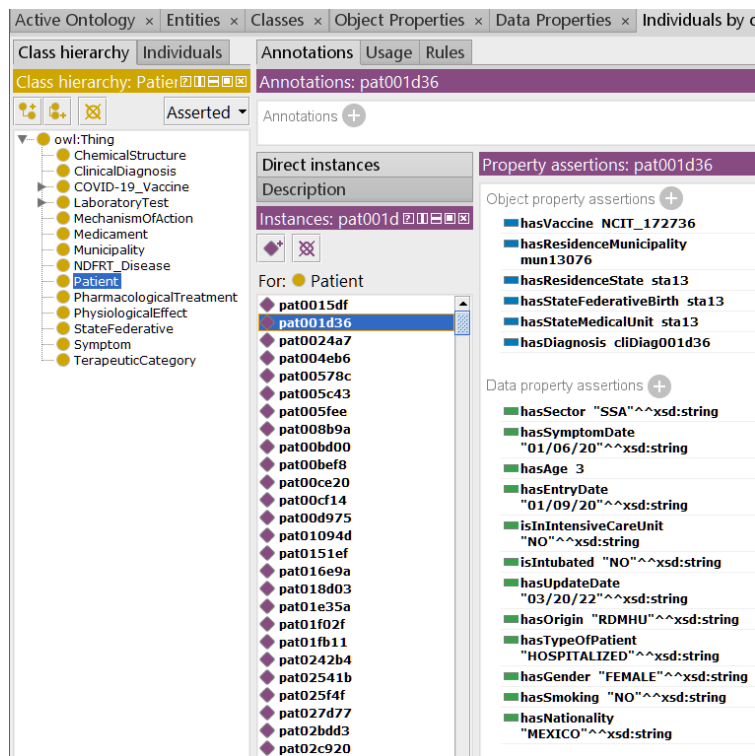 Active Ontology × Entities × Classes × Object Properties × Data Properties × Individuals by c
Class hierarchy Individuals
Class hierarchy: Patier
Asserted
owl:Thing
ChemicalStructure
ClinicalDiagnosis
COVID-19_Vaccine
LaboratoryTest
MechanismOfAction
Medicament
Municipality
NDFRT_Disease
Patient
PharmacologicalTreatment
PhysiologicalEffect
StateFederative
Symptom
TerapeuticCategory
Annotations Usage Rules
Annotations: pat001d36
Annotations
Direct instances
Description
Instances: pat001d
For: Patient
pat0015df
pat001d36
pat0024a7
pat004eb6
pat00578c
pat005c43
pat005fee
pat008b9a
pat00bd00
pat00bef8
pat00ce20
pat00cf14
pat00d975
pat01094d
pat0151ef
pat016e9a
pat018d03
pat01e35a
pat01f02f
pat01fb11
pat0242b4
pat02541b
pat025f4f
pat027d77
pat02bdd3
pat02c920
Property assertions: pat001d36
Object property assertions
hasVaccine NCIT_172736
hasResidenceMunicipality
mun13076
hasResidenceState sta13
hasStateFederativeBirth sta13
hasStateMedicalUnit sta13
hasDiagnosis cliDiag001d36
Data property assertions
hasSector "SSA"^^xsd:string
hasSymptomDate
"01/06/20"^^xsd:string
hasAge 3
hasEntryDate
"01/09/20"^^xsd:string
isInIntensiveCareUnit
"NO"^^xsd:string
isIntubated "NO"^^xsd:string
hasUpdateDate
"03/20/22"^^xsd:string
hasOrigin "RDMHU"^^xsd:string
hasTypeOfPatient
"HOSPITALIZED"^^xsd:string
hasGender "FEMALE"^^xsd:string
hasSmoking "NO"^^xsd:string
hasNationality
"MEXICO"^^xsd:string